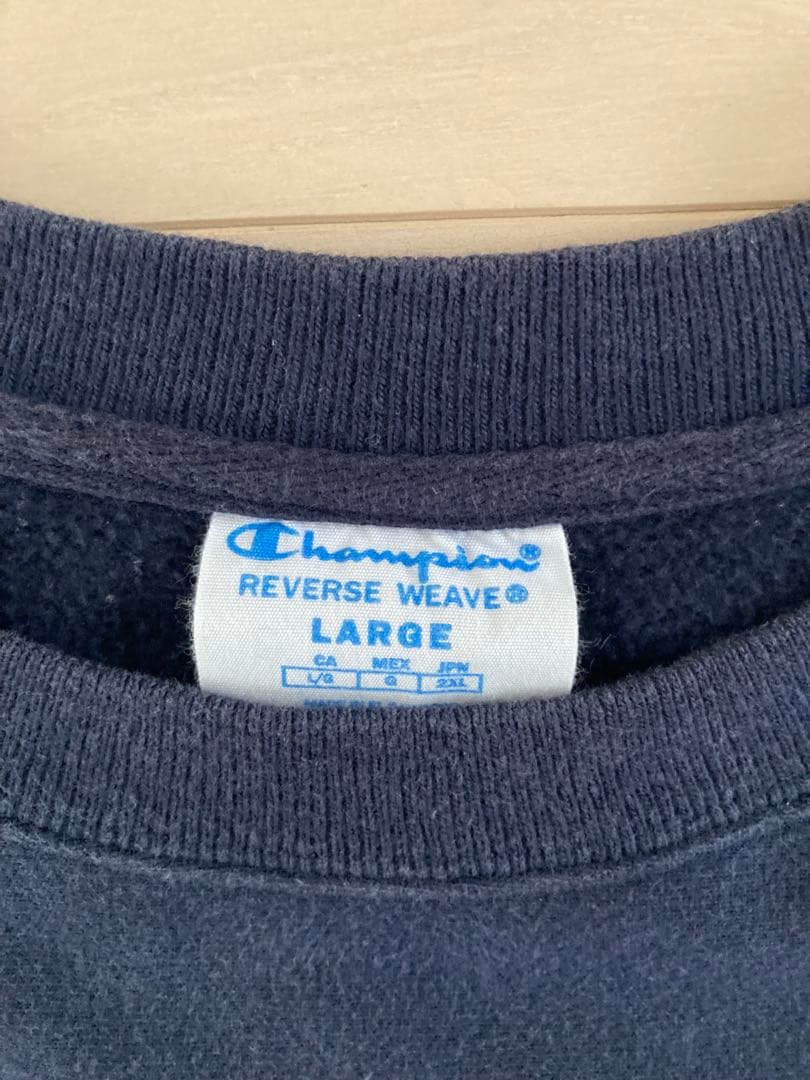 Champion®
REVERSE WEAVE®
LARGE
CA MEX JPN
L/G G 2XL